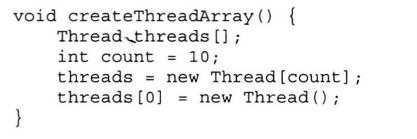 void createThreadArray() {
    Thread threads[];
    int count = 10;
    threads = new Thread[count];
    threads[0] = new Thread();
}